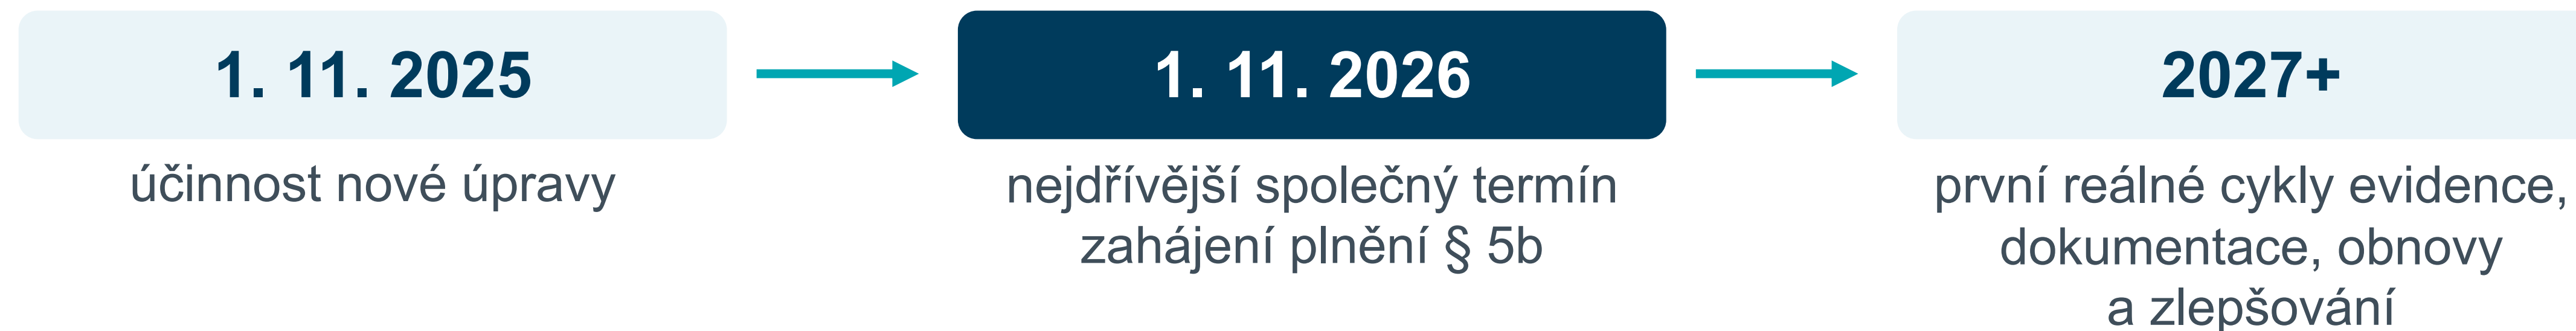 1. 11. 2025
účinnost nové úpravy
1. 11. 2026
nejdřívější společný termín
zahájení plnění § 5b
2027+
první reálné cykly evidence,
dokumentace, obnovy
a zlepšování